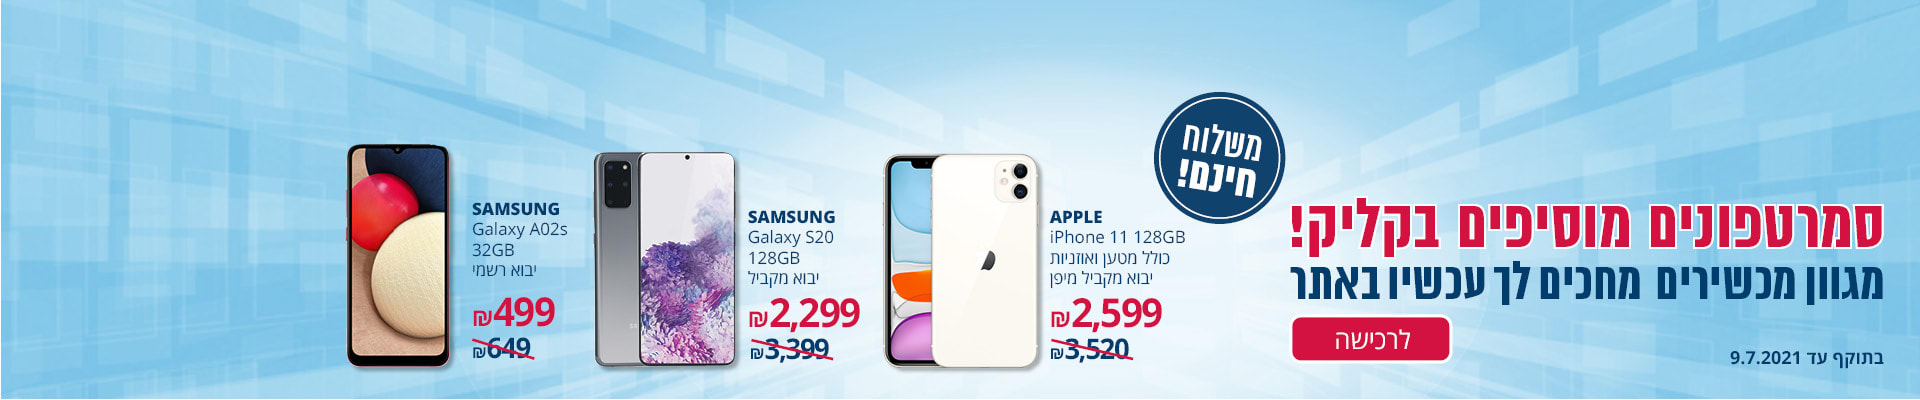 משלוח
חינם!
סמרטפונים מוסיפים בקליק!
מגוון מכשירים מחכים לך עכשיו באתר
לרכישה
בתוקף עד 9.7.2021
APPLE
iPhone 11 128GB
כולל מטען ואוזניות
יבוא מקביל מיפן
₪2,599
₪3,520
SAMSUNG
Galaxy S20
128GB
יבוא מקביל
₪2,299
₪3,399
SAMSUNG
Galaxy A02s
32GB
יבוא רשמי
₪499
₪649